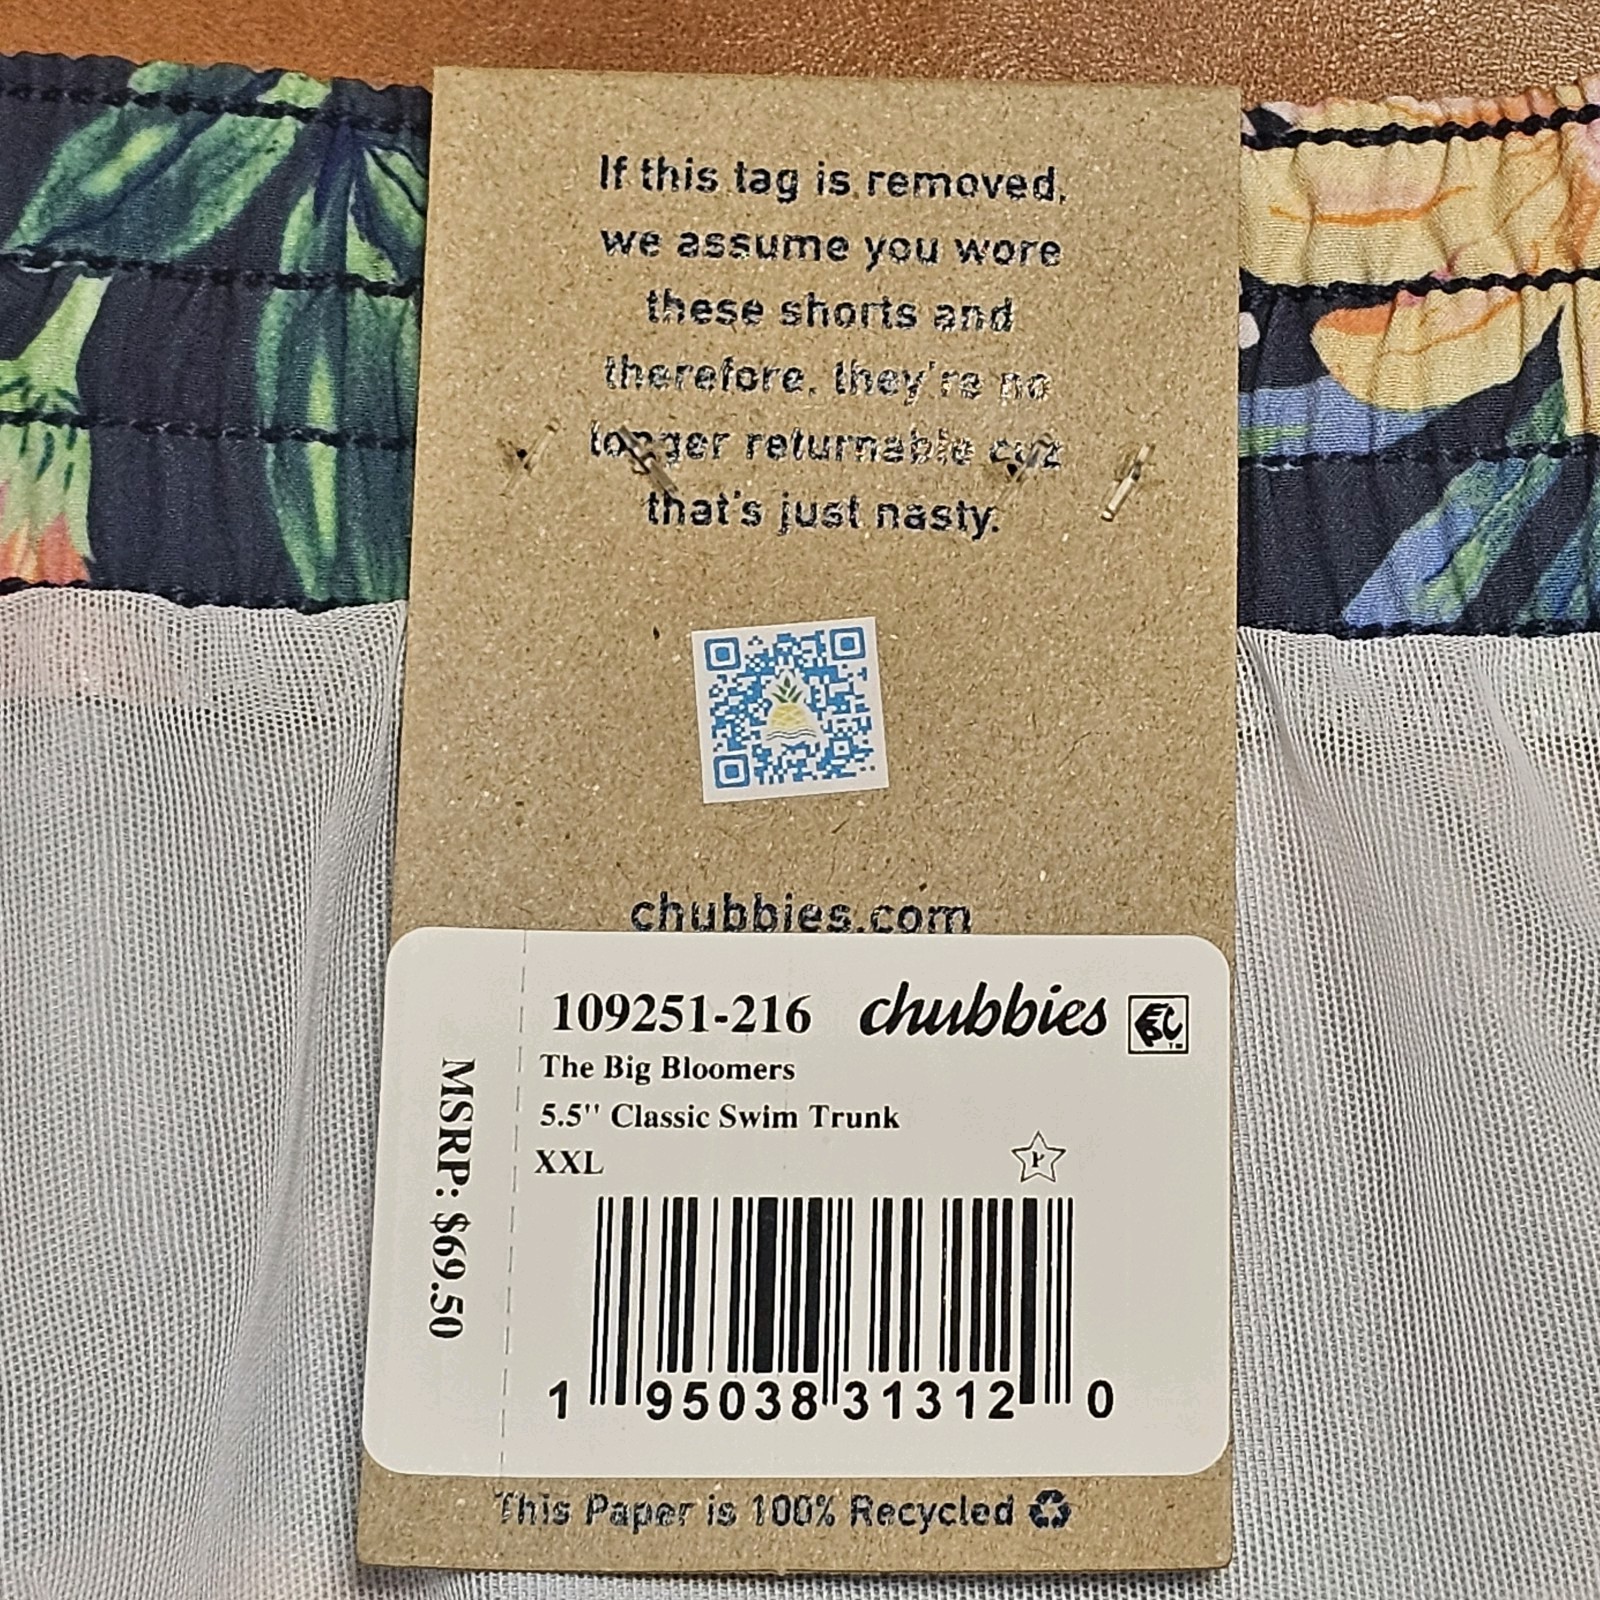 If this tag is removed,
we assume you wore
these shorts and
therefore, they're no
longer returnable cuz
that's just nasty.
chubbies.com
109251-216 chubbies
The Big Bloomers
5.5" Classic Swim Trunk
XXL
MSRP: $69.50
1 95038 31312 0
This Paper is 100% Recycled